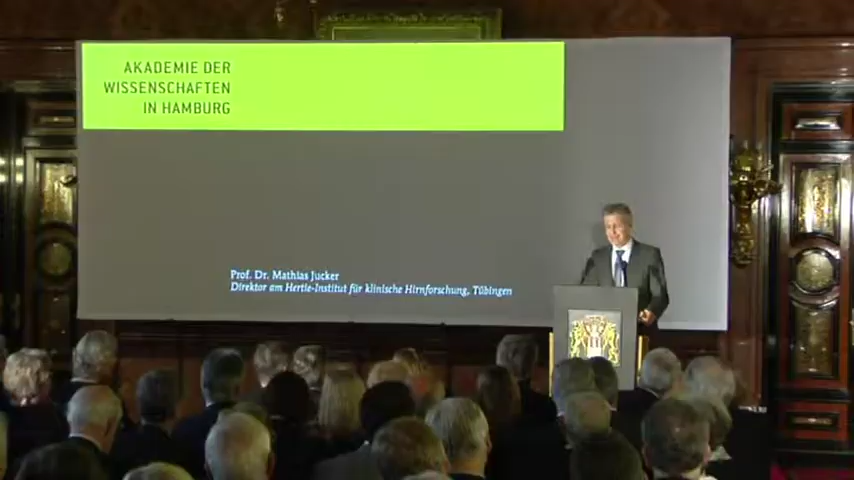 AKADEMIE DER
WISSENSCHAFTEN
IN HAMBURG
Prof. Dr. Mathias Jucker
Direktor am Hertie-Institut für klinische Hirnforschung, Tübingen